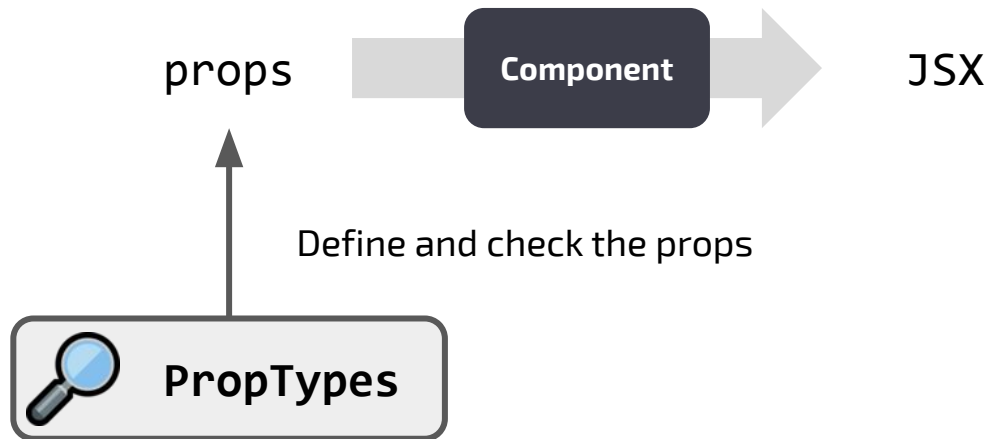 props
Component
JSX
Define and check the props
PropTypes